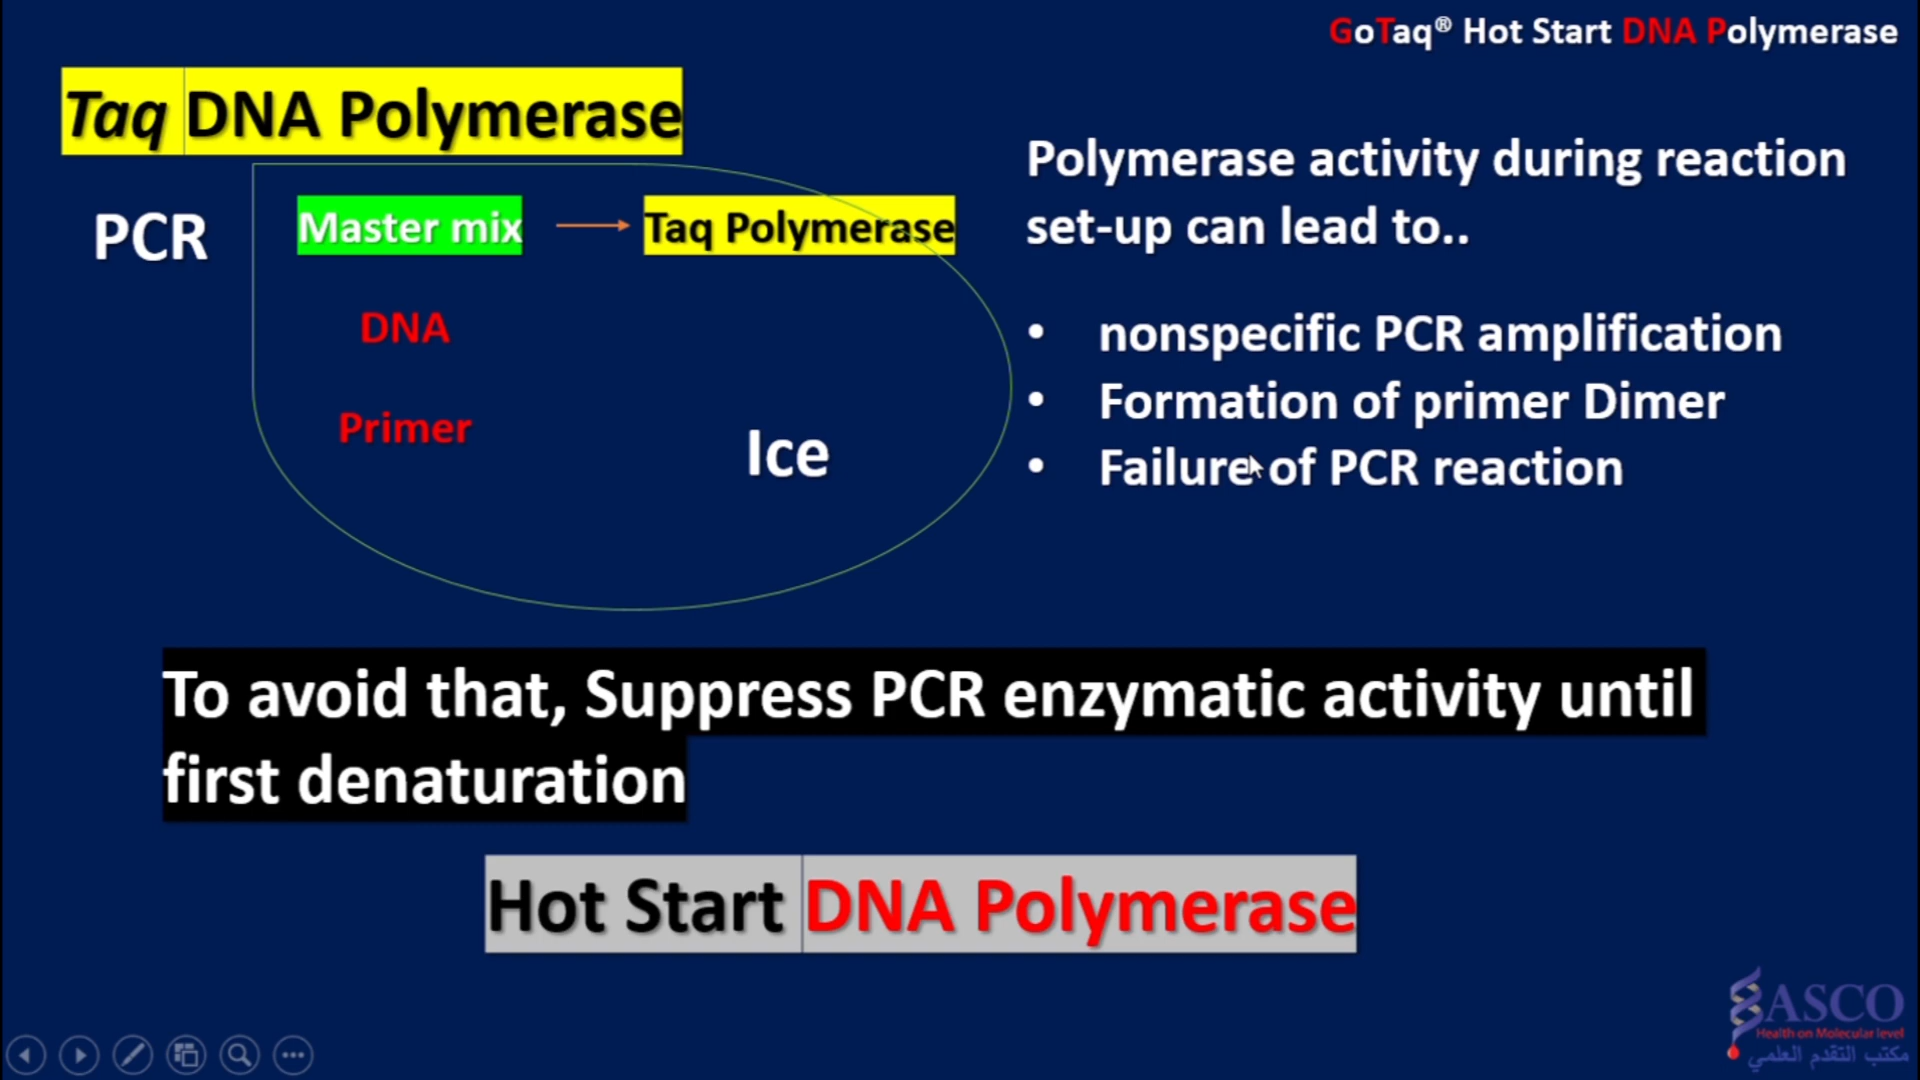 GoTaq® Hot Start DNA Polymerase
Taq DNA Polymerase
PCR
Master mix
Taq Polymerase
DNA
Primer
Ice
Polymerase activity during reaction
set-up can lead to..
• nonspecific PCR amplification
• Formation of primer Dimer
• Failure of PCR reaction
To avoid that, Suppress PCR enzymatic activity until
first denaturation
Hot Start DNA Polymerase
ASCO
Health on Molecular level
مكتب التقدم العلمي